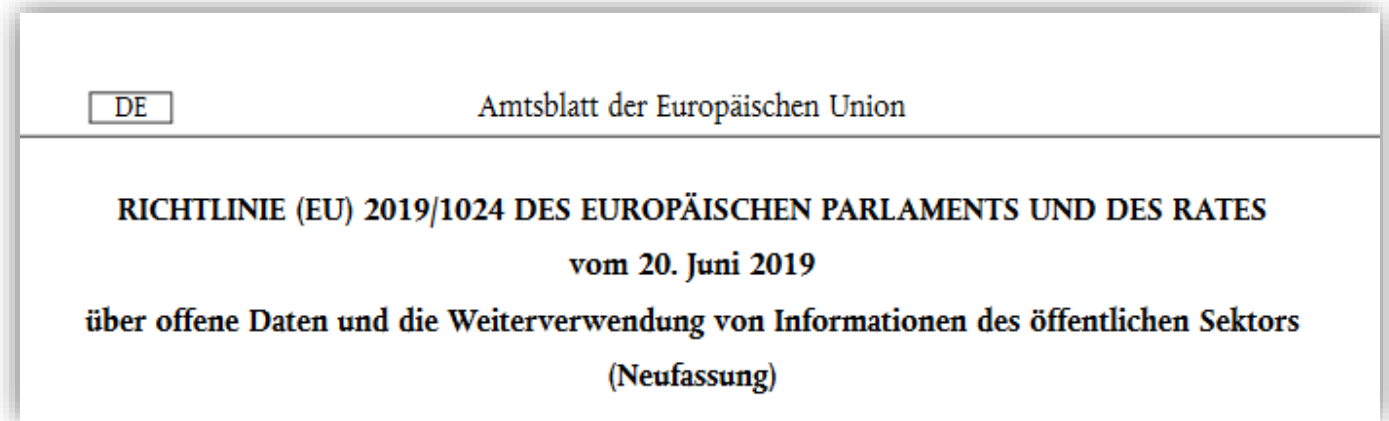 DE
Amtsblatt der Europäischen Union
RICHTLINIE (EU) 2019/1024 DES EUROPÄISCHEN PARLAMENTS UND DES RATES
vom 20. Juni 2019
über offene Daten und die Weiterverwendung von Informationen des öffentlichen Sektors
(Neufassung)